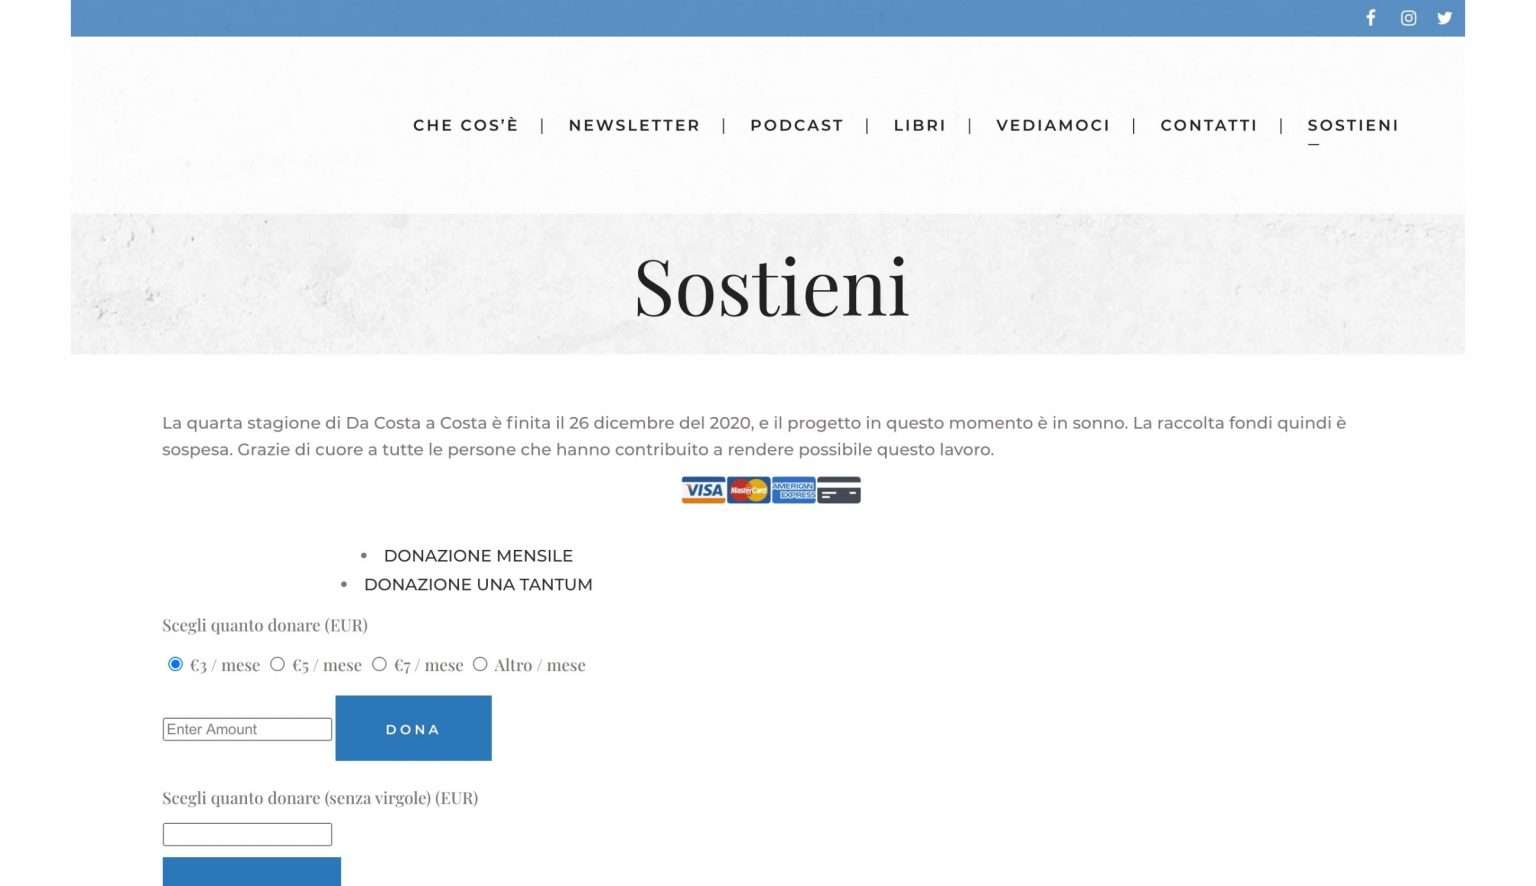 CHE COS'È | NEWSLETTER | PODCAST | LIBRI | VEDIAMOCI | CONTATTI | SOSTIENI
Sostieni
La quarta stagione di Da Costa a Costa è finita il 26 dicembre del 2020, e il progetto in questo momento è in sonno. La raccolta fondi quindi è
sospesa. Grazie di cuore a tutte le persone che hanno contribuito a rendere possibile questo lavoro.
VISA MasterCard AMERICAN EXPRESS
• DONAZIONE MENSILE
• DONAZIONE UNA TANTUM
Scegli quanto donare (EUR)
€3 / mese €5 / mese €7 / mese Altro / mese
Enter Amount DONA
Scegli quanto donare (senza virgole) (EUR)